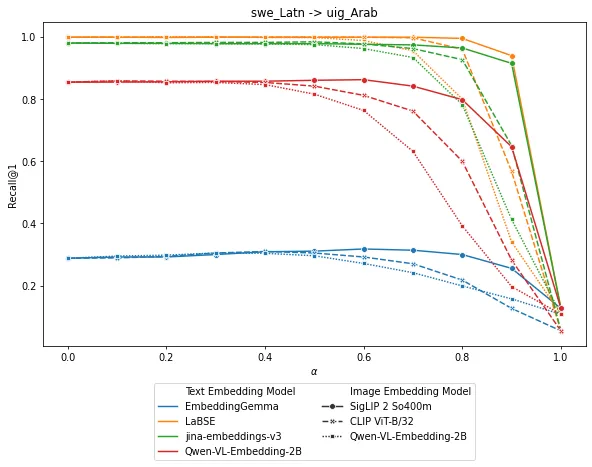 swe_Latn -> uig_Arab
Recall@1
1.0
0.8
0.6
0.4
0.2
0.0 0.2 0.4 0.6 0.8 1.0
α
Text Embedding Model Image Embedding Model
EmbeddingGemma SigLIP 2 So400m
LaBSE CLIP ViT-B/32
jina-embeddings-v3 Qwen-VL-Embedding-2B
Qwen-VL-Embedding-2B